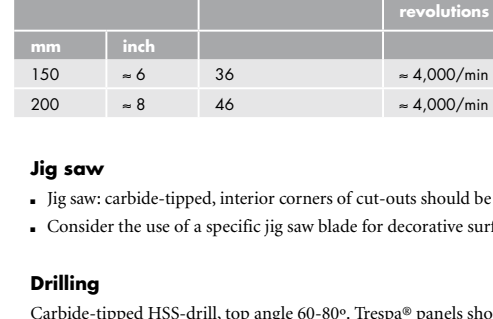 revolutions
mm inch
150 ≈ 6 36 ≈ 4,000/min
200 ≈ 8 46 ≈ 4,000/min
Jig saw
▪ Jig saw: carbide-tipped, interior corners of cut-outs should be
▪ Consider the use of a specific jig saw blade for decorative surf
Drilling
Carbide-tipped HSS-drill, top angle 60-80º. Trespa® panels sho